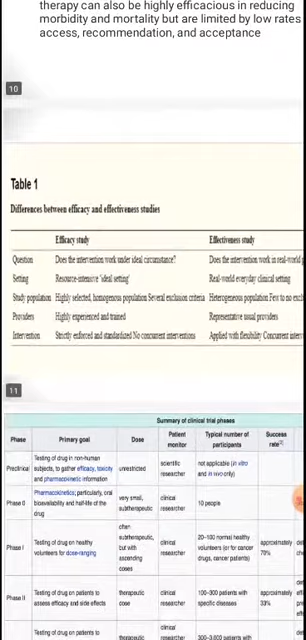 therapy can also be highly efficacious in reducing
morbidity and mortality but are limited by low rates
access, recommendation, and acceptance
10
Table 1
Differences between efficacy and effectiveness studies
Efficacy study Effectiveness study
Question Does the intervention work under ideal circumstance? Does the intervention work in real-world
Setting Resource-intensive 'ideal setting' Real-world everyday clinical setting
Study population Highly selected, homogenous population Several exclusion criteria Heterogeneous population Few to no
Providers Highly experienced and trained Representative usual providers
Intervention Strictly enforced and standardized No concurrent interventions Applied with flexibility Concurrent
11
Summary of clinical trial phases
Phase Primary goal Dose Patient monitor Typical number of participants Success rate[2]
Preclinical Testing of drug in non-human subjects, to gather efficacy, toxicity and pharmacokinetic information unrestricted scientific researcher not applicable (in vitro and in vivo only)
Phase 0 Pharmacokinetics; particularly, oral bioavailability and half-life of the drug very small, subtherapeutic clinical researcher 10 people
Phase I Testing of drug on healthy volunteers for dose-ranging often subtherapeutic, but with ascending doses clinical researcher 20–100 normal healthy volunteers (or for cancer drugs, cancer patients) approximately 70%
Phase II Testing of drug on patients to assess efficacy and side effects therapeutic dose clinical researcher 100–300 patients with specific diseases approximately 33%
Testing of drug on patients to therapeutic clinical 300–3,000 patients with